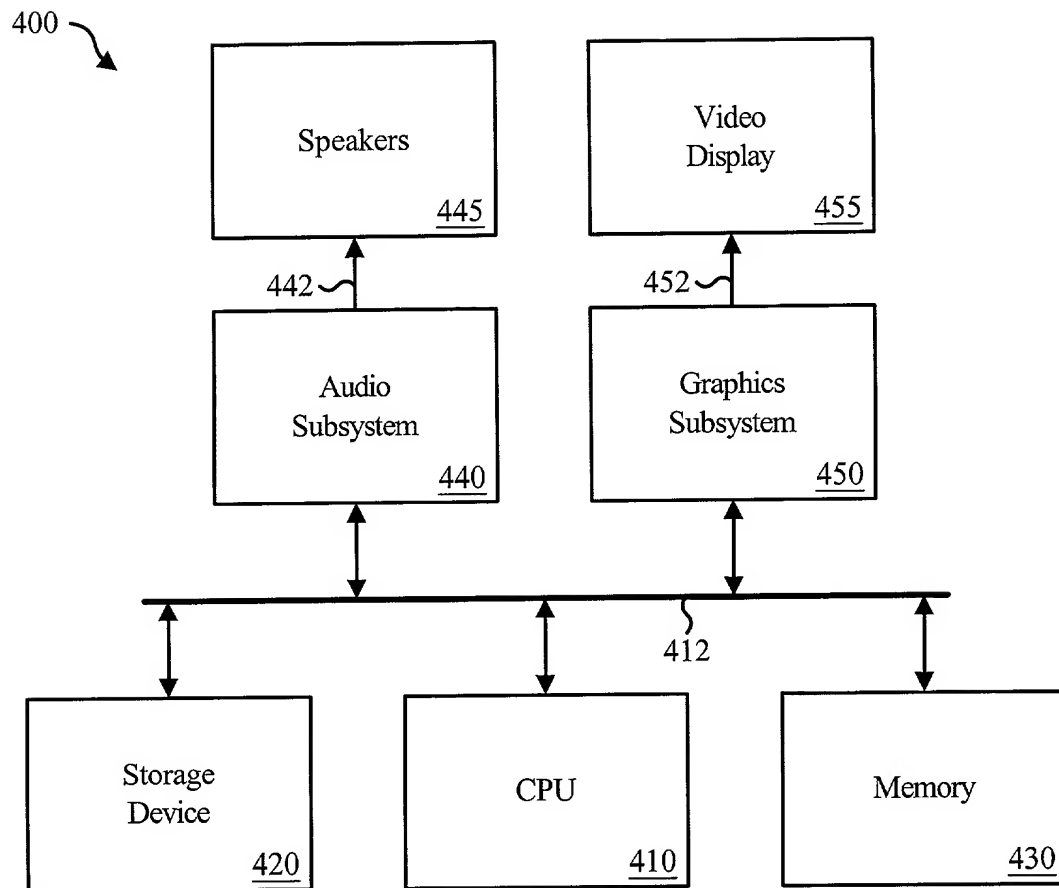 400
Speakers
445
Video
Display
455
442
452
Audio
Subsystem
440
Graphics
Subsystem
450
412
Storage
Device
420
CPU
410
Memory
430